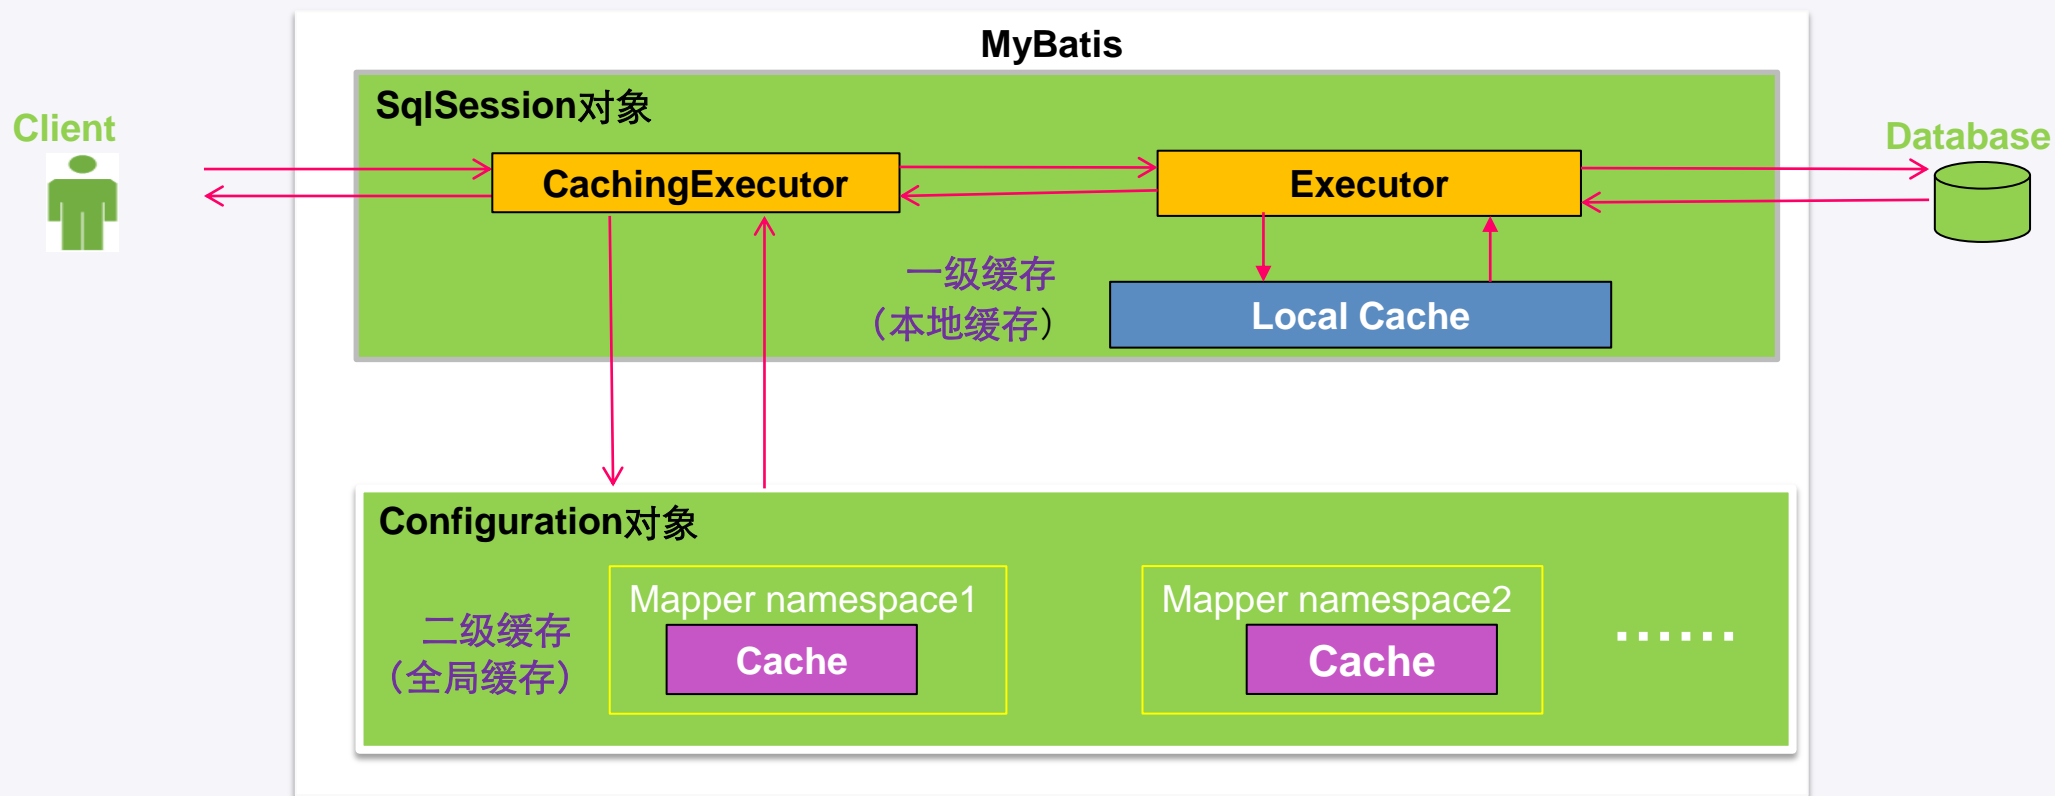 MyBatis
SqlSession对象
Client
Database
CachingExecutor
Executor
一级缓存
（本地缓存）
Local Cache
Configuration对象
Mapper namespace1
Mapper namespace2
二级缓存
（全局缓存）
Cache
Cache
......